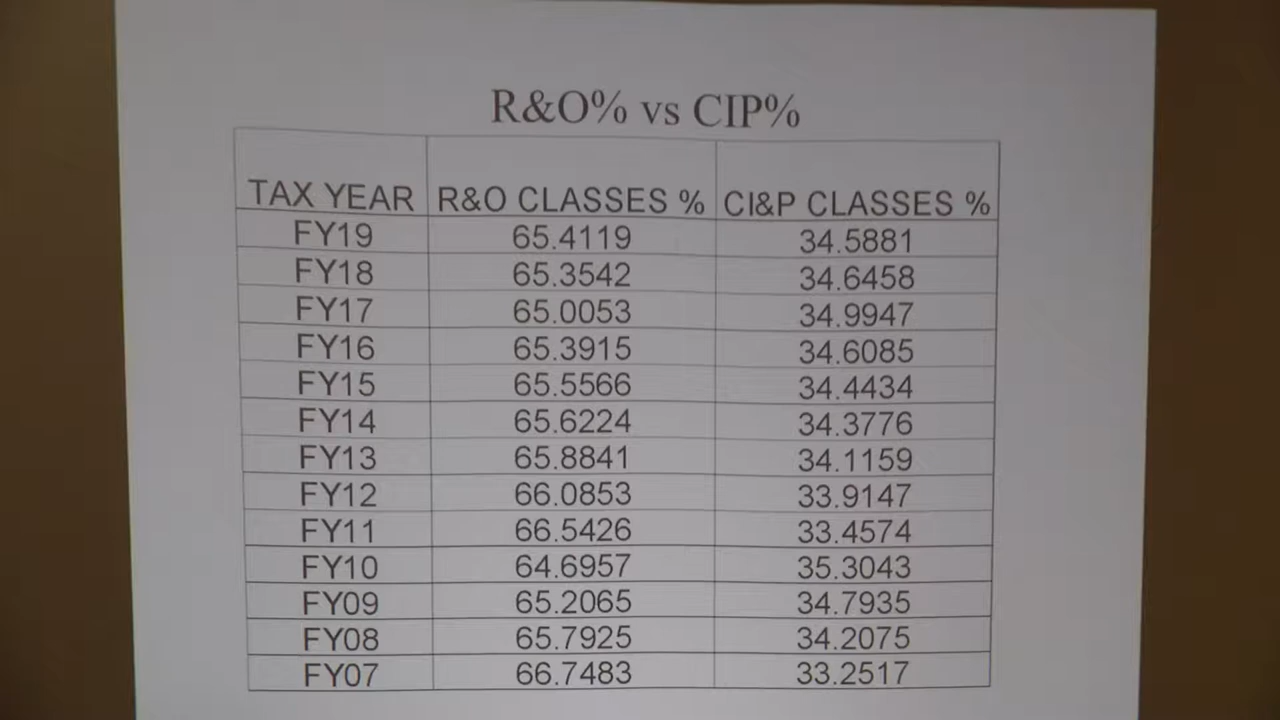 R&O% vs CIP%
TAX YEAR R&O CLASSES % CI&P CLASSES %
FY19 65.4119 34.5881
FY18 65.3542 34.6458
FY17 65.0053 34.9947
FY16 65.3915 34.6085
FY15 65.5566 34.4434
FY14 65.6224 34.3776
FY13 65.8841 34.1159
FY12 66.0853 33.9147
FY11 66.5426 33.4574
FY10 64.6957 35.3043
FY09 65.2065 34.7935
FY08 65.7925 34.2075
FY07 66.7483 33.2517